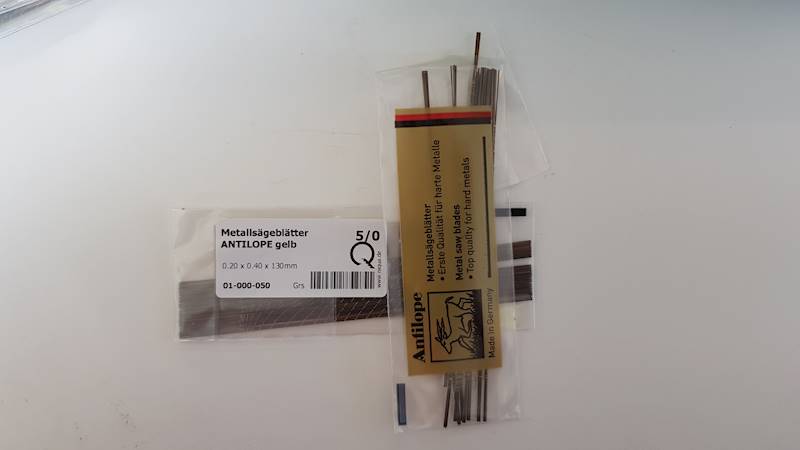 Metallsägeblätter
ANTILOPE gelb
5/0
0.20 x 0.40 x 130mm
01-000-050
Grs
Antilope
Metallsägeblätter
• Erste Qualität für harte Metalle
Metal saw blades
• Top quality for hard metals
Made in Germany